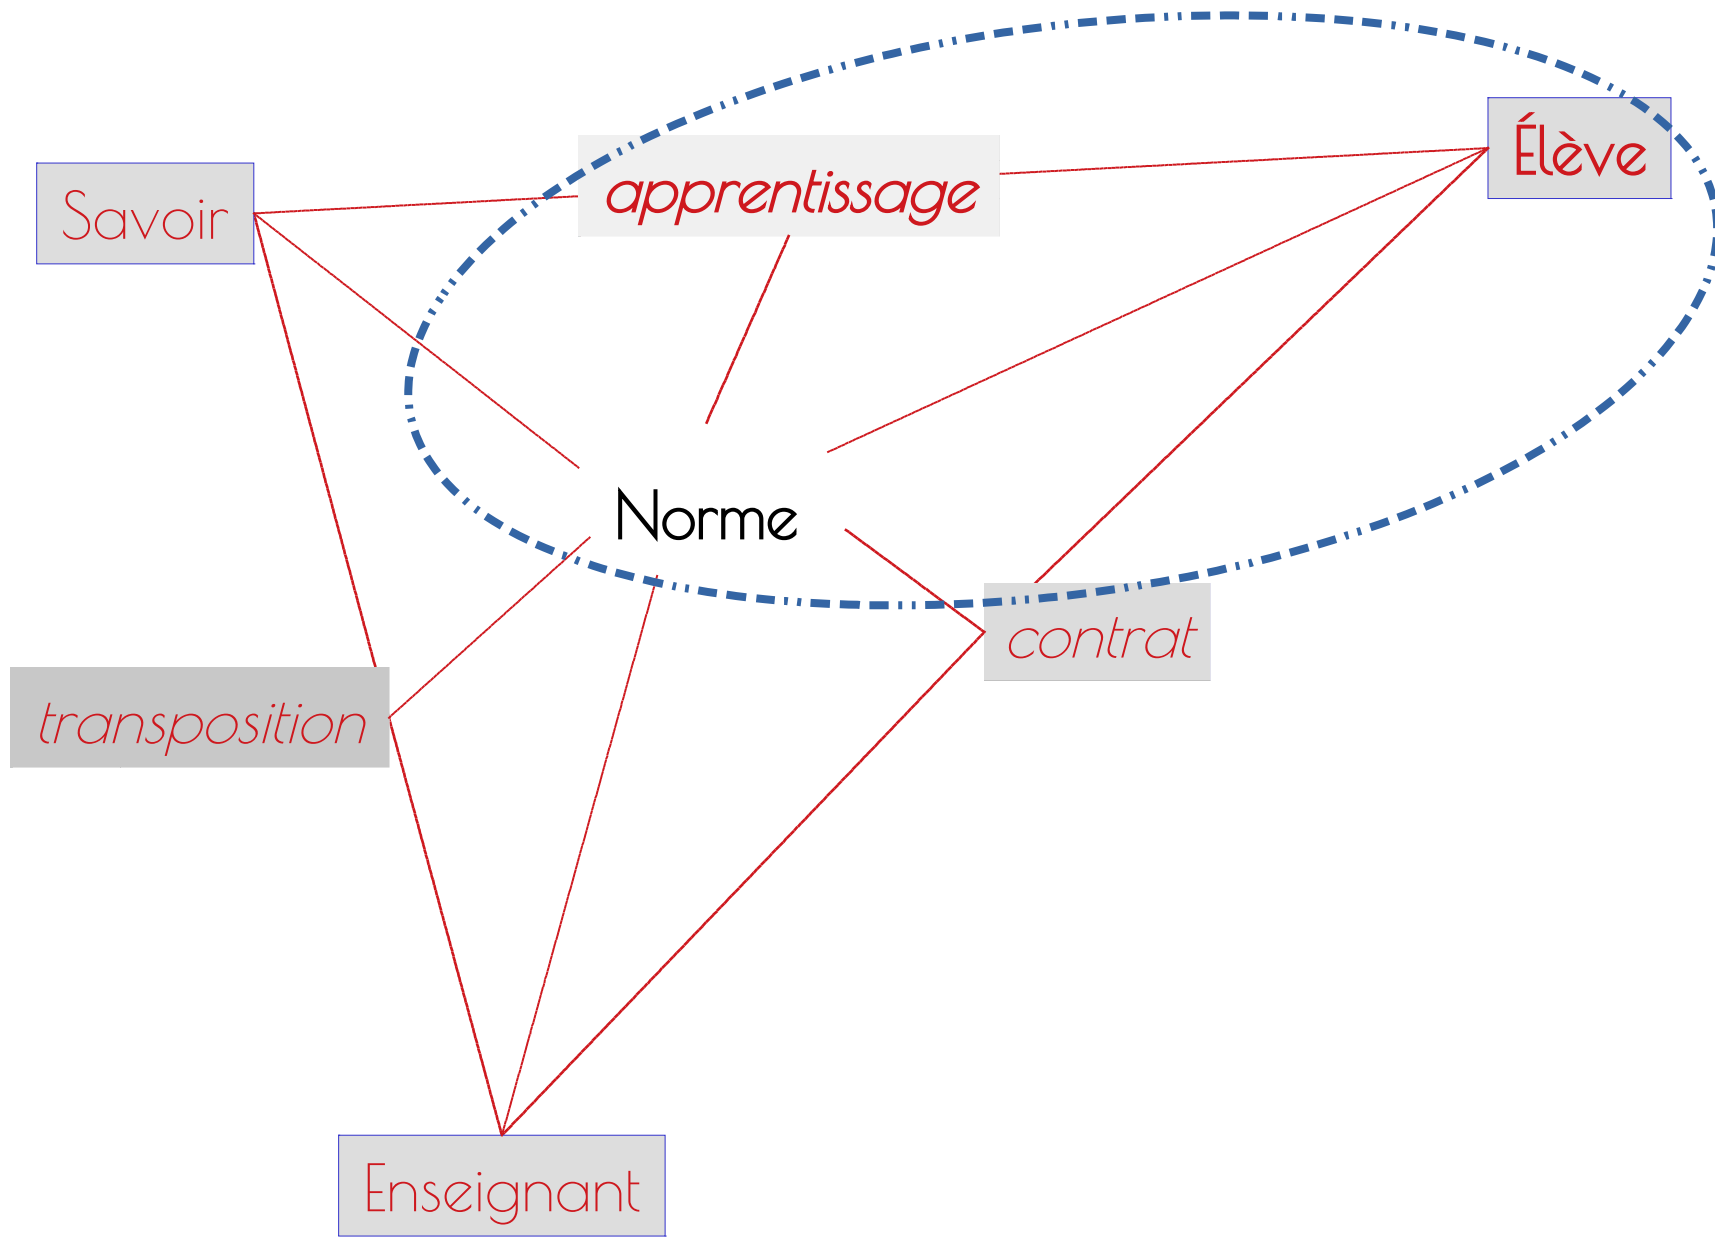 Élève
apprentissage
Savoir
Norme
contrat
transposition
Enseignant